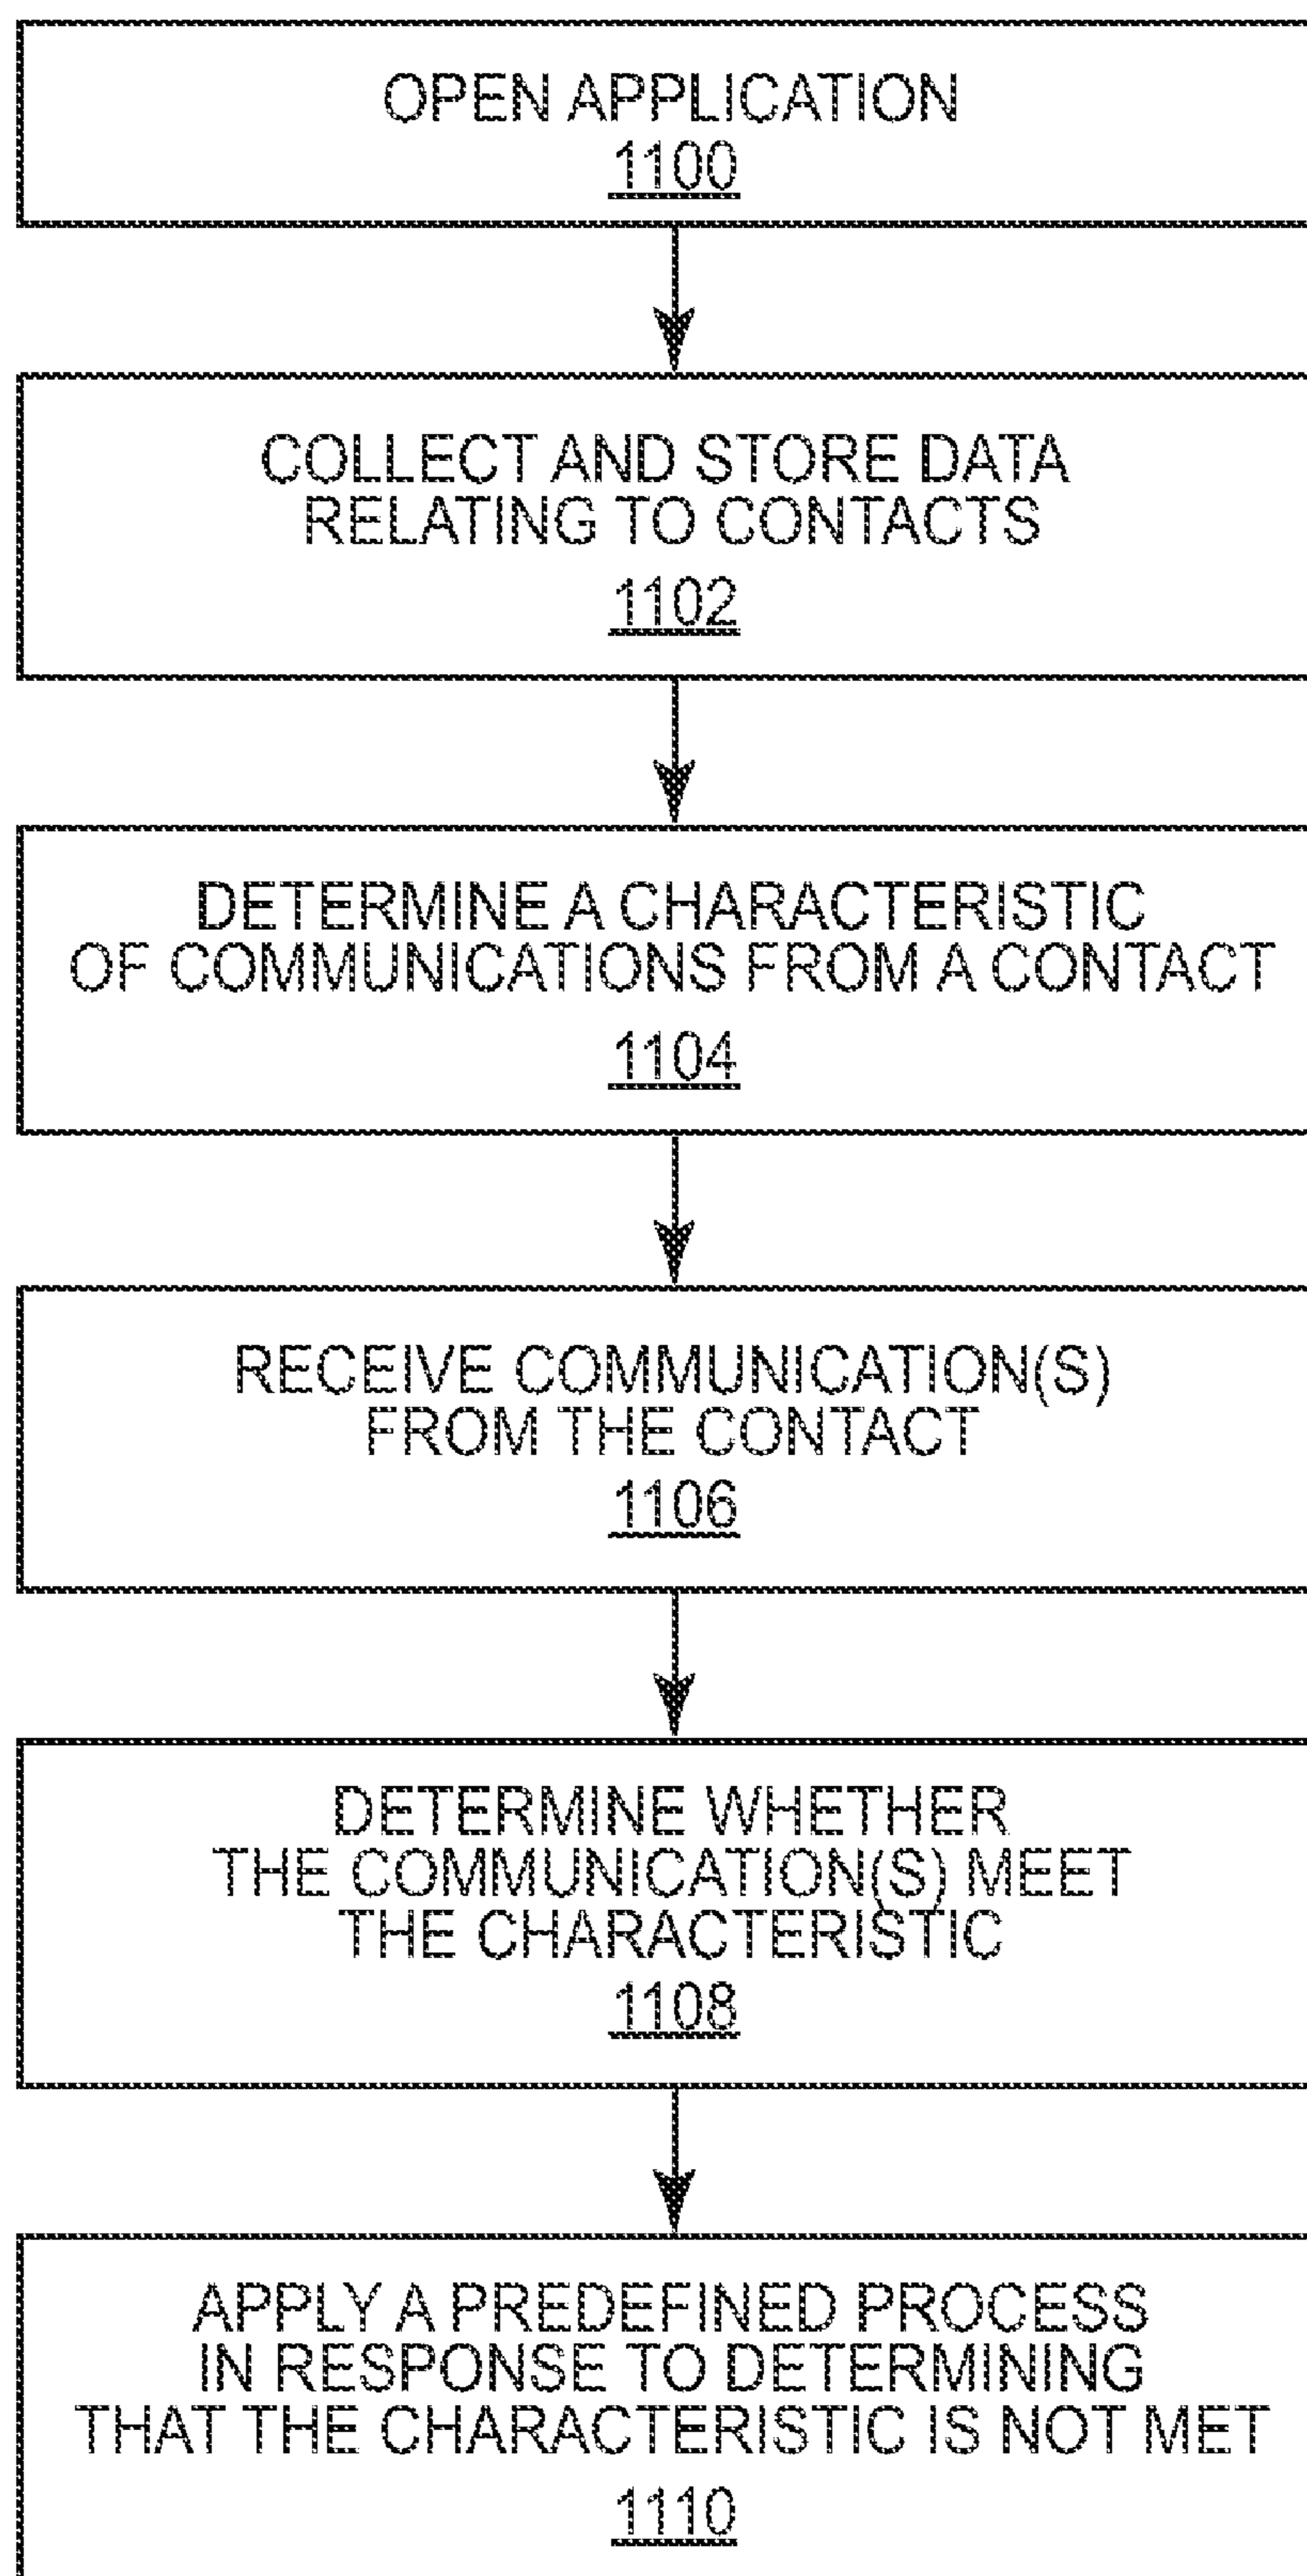 OPEN APPLICATION
1100
COLLECT AND STORE DATA
RELATING TO CONTACTS
1102
DETERMINE A CHARACTERISTIC
OF COMMUNICATIONS FROM A CONTACT
1104
RECEIVE COMMUNICATION(S)
FROM THE CONTACT
1106
DETERMINE WHETHER
THE COMMUNICATION(S) MEET
THE CHARACTERISTIC
1108
APPLY A PREDEFINED PROCESS
IN RESPONSE TO DETERMINING
THAT THE CHARACTERISTIC IS NOT MET
1110